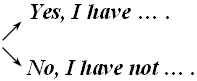 Yes, I have ... .
No, I have not ... .